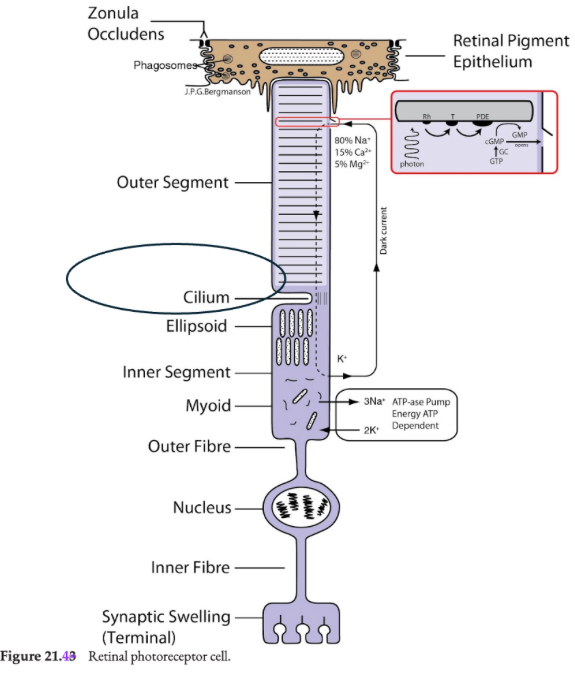 Zonula
Occludens
Retinal Pigment
Epithelium
Phagosomes
J.P.G.Bergmanson
Rh
T
PDE
GMP
cGMP
opens
GC
GTP
photon
80% Na⁺
15% Ca²⁺
5% Mg²⁺
Outer Segment
Dark current
Cilium
Ellipsoid
K⁺
Inner Segment
Myoid
3Na⁺ ATP-ase Pump
Energy ATP
2K⁺ Dependent
Outer Fibre
Nucleus
Inner Fibre
Synaptic Swelling
(Terminal)
Figure 21.43 Retinal photoreceptor cell.